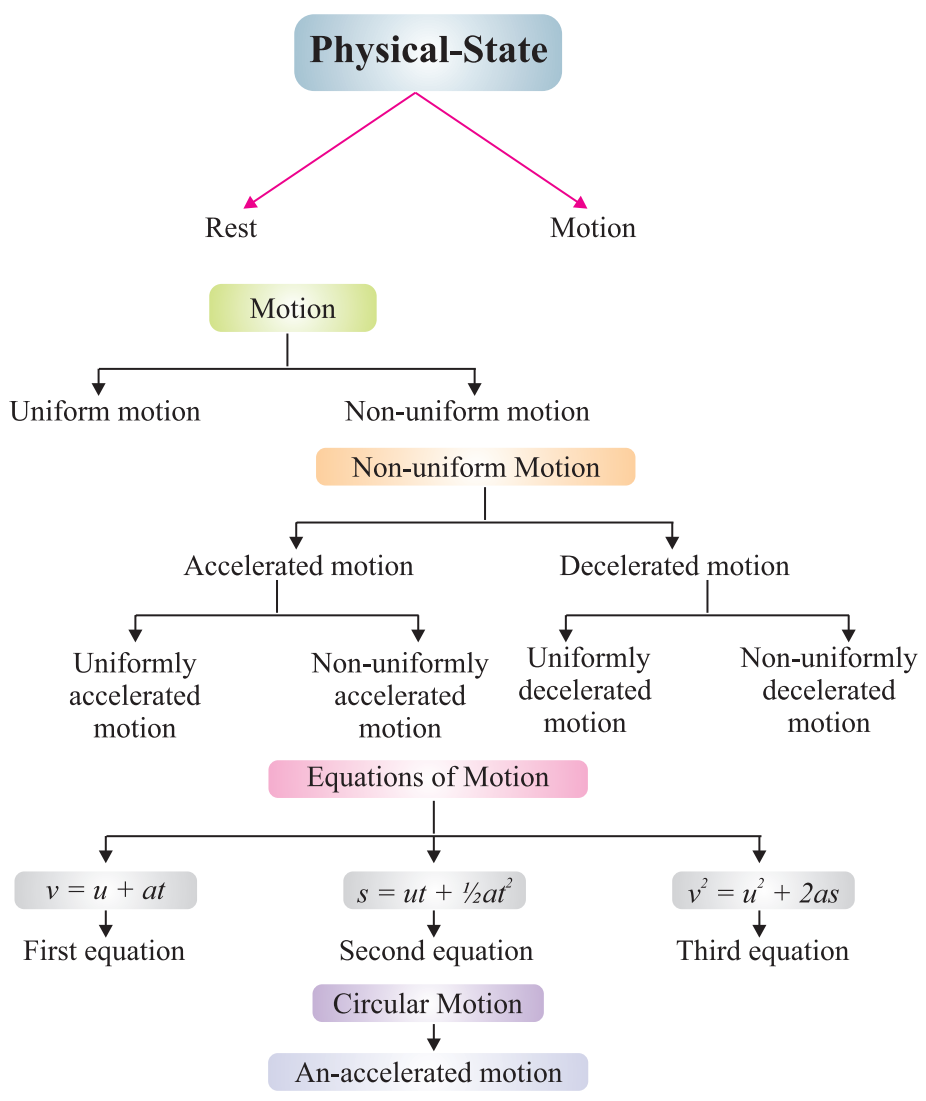 Physical-State
Rest Motion
Motion
Uniform motion Non-uniform motion
Non-uniform Motion
Accelerated motion Decelerated motion
Uniformly
accelerated
motion
Non-uniformly
accelerated
motion
Uniformly
decelerated
motion
Non-uniformly
decelerated
motion
Equations of Motion
v = u + at
s = ut + ½at²
v² = u² + 2as
First equation
Second equation
Third equation
Circular Motion
An-accelerated motion